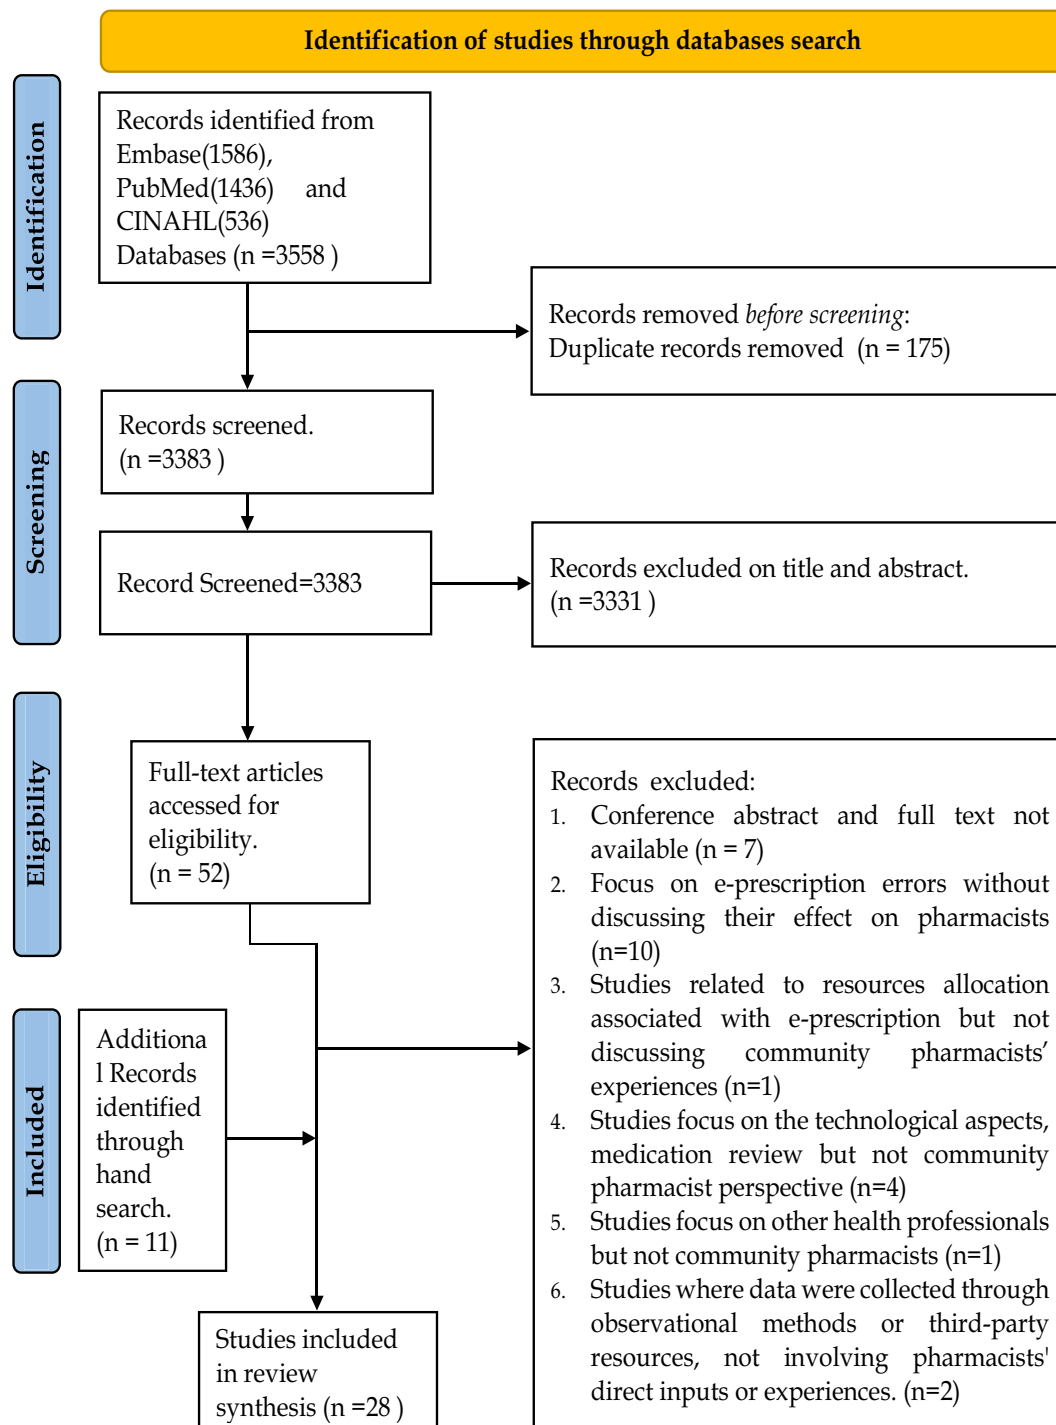 Identification of studies through databases search
Identification
Records identified from
Embase(1586),
PubMed(1436) and
CINAHL(536)
Databases (n =3558 )
Records removed before screening:
Duplicate records removed (n = 175)
Screening
Records screened.
(n =3383 )
Record Screened=3383
Records excluded on title and abstract.
(n =3331 )
Eligibility
Full-text articles
accessed for
eligibility.
(n = 52)
Records excluded:
1. Conference abstract and full text not
available (n = 7)
2. Focus on e-prescription errors without
discussing their effect on pharmacists
(n=10)
3. Studies related to resources allocation
associated with e-prescription but not
discussing community pharmacists’
experiences (n=1)
4. Studies focus on the technological aspects,
medication review but not community
pharmacist perspective (n=4)
5. Studies focus on other health professionals
but not community pharmacists (n=1)
6. Studies where data were collected through
observational methods or third-party
resources, not involving pharmacists'
direct inputs or experiences. (n=2)
Included
Additiona
l Records
identified
through
hand
search.
(n = 11)
Studies included
in review
synthesis (n =28 )